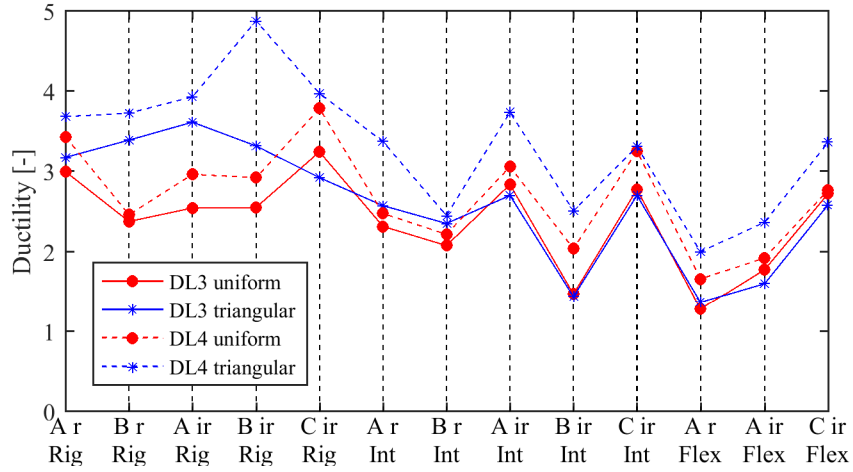 5
4
3
2
1
0
Ductility [-]
DL3 uniform
DL3 triangular
DL4 uniform
DL4 triangular
A r B r A ir B ir C ir A r B r A ir B ir C ir A r A ir C ir
Rig Rig Rig Rig Rig Int Int Int Int Int Flex Flex Flex